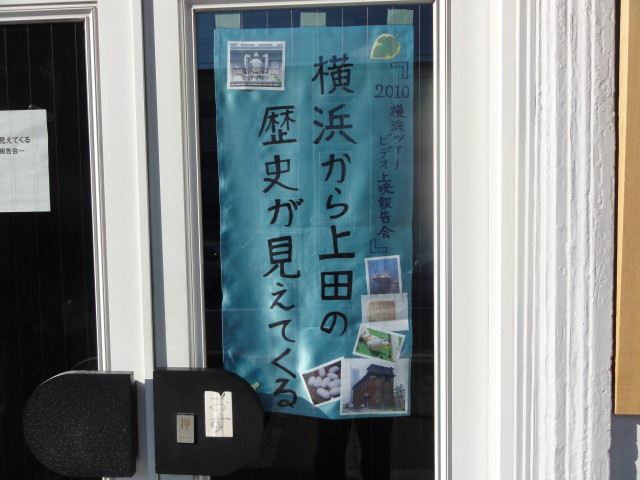 『2010 横浜ツアー
ビデオ上映報告会』
横浜から上田の
歴史が見えてくる
見えてくる
報告会～
押